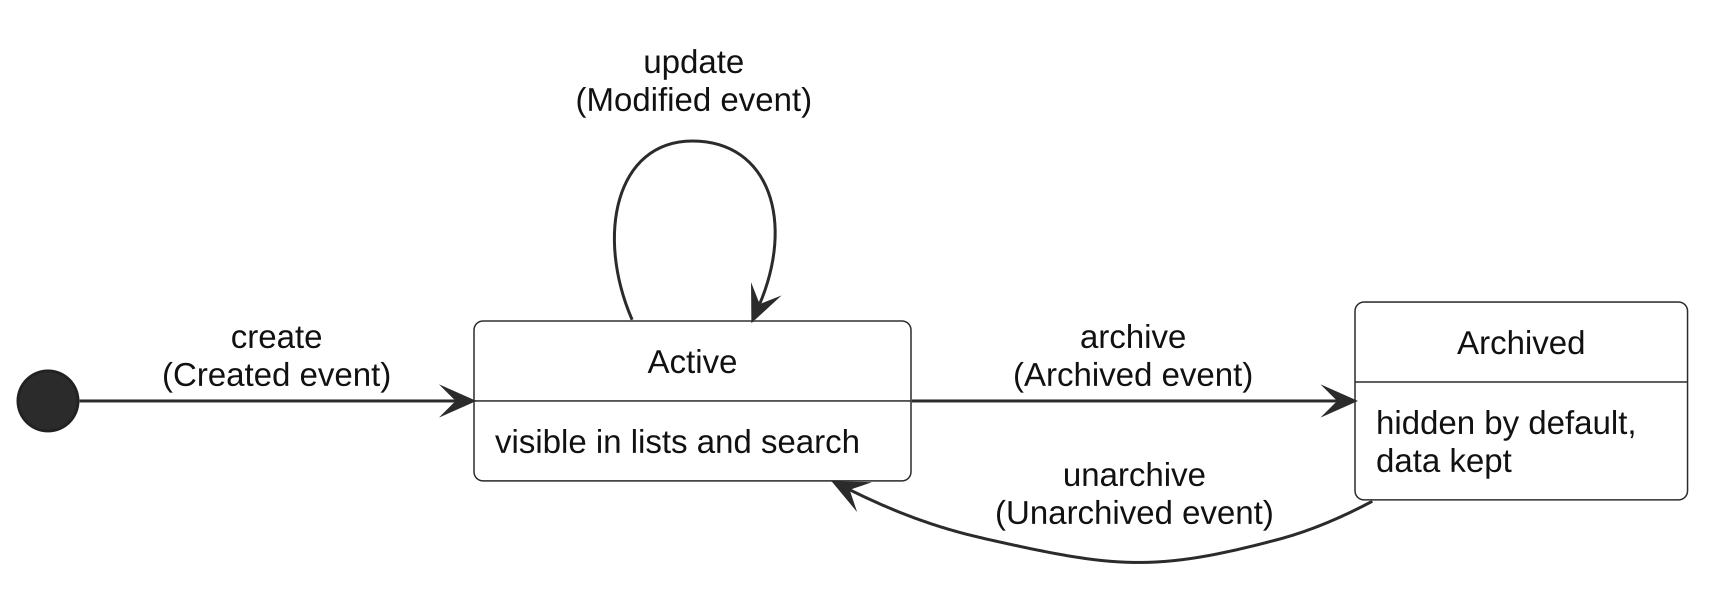 update
(Modified event)
create
(Created event)
Active
visible in lists and search
archive
(Archived event)
Archived
hidden by default,
data kept
unarchive
(Unarchived event)